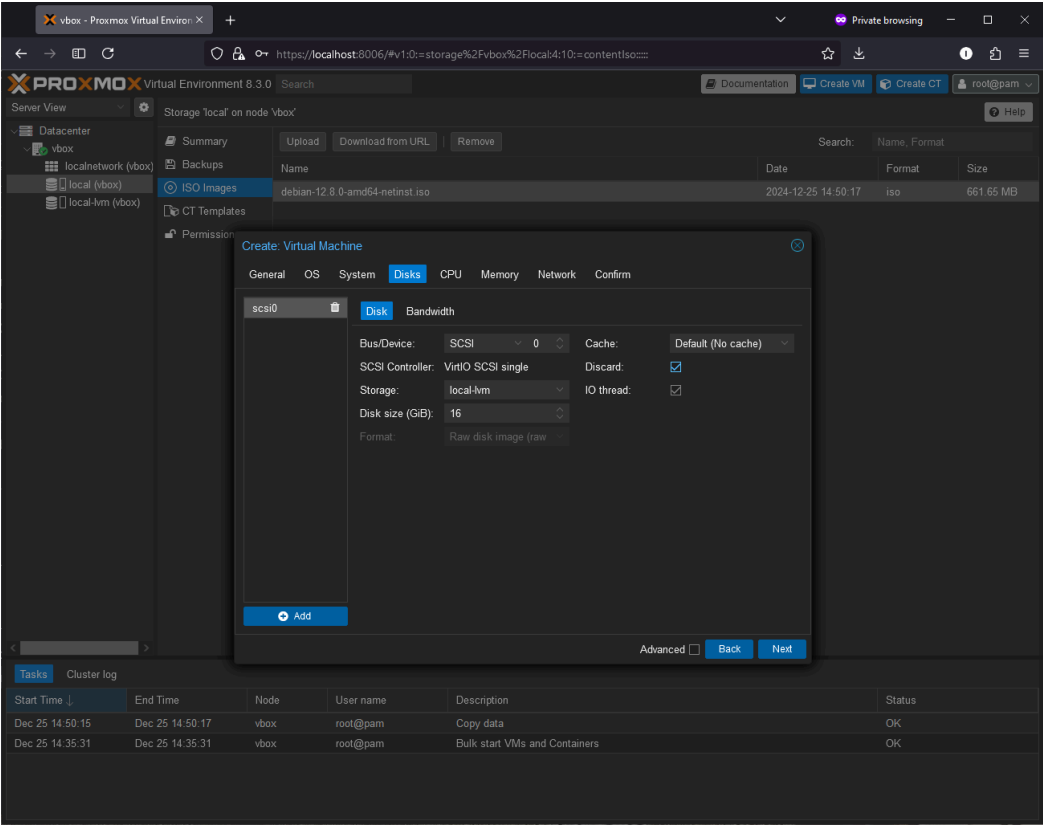 vbox - Proxmox Virtual Environ
Private browsing
https://localhost:8006/#v1:0:=storage%2Fvbox%2Flocal:4:10:=contentIso:::::
PROXMOX Virtual Environment 8.3.0 Search
Documentation Create VM Create CT root@pam
Server View
Storage 'local' on node 'vbox'
Help
Datacenter
vbox
localnetwork (vbox)
local (vbox)
local-lvm (vbox)
Summary
Backups
ISO Images
CT Templates
Permission
Upload Download from URL Remove Search: Name, Format
Name Date Format Size
debian-12.8.0-amd64-netinst.iso 2024-12-25 14:50:17 iso 661.65 MB
Create: Virtual Machine
General OS System Disks CPU Memory Network Confirm
scsi0
Disk Bandwidth
Bus/Device: SCSI 0 Cache: Default (No cache)
SCSI Controller: VirtIO SCSI single Discard:
Storage: local-lvm IO thread:
Disk size (GiB): 16
Format: Raw disk image (raw
Add
Advanced Back Next
Tasks Cluster log
Start Time End Time Node User name Description Status
Dec 25 14:50:15 Dec 25 14:50:17 vbox root@pam Copy data OK
Dec 25 14:35:31 Dec 25 14:35:31 vbox root@pam Bulk start VMs and Containers OK